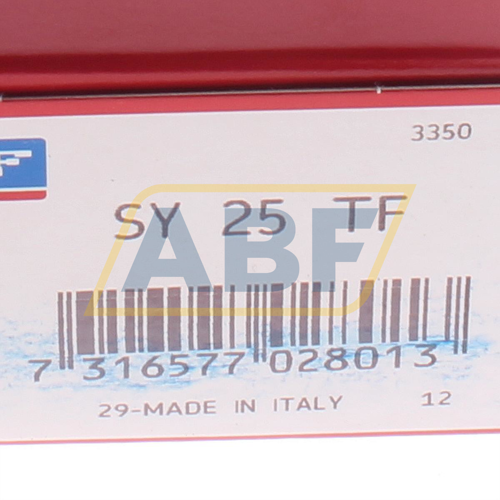 3350
F
SY 25 TF
ABF
7 316577 028013
29-MADE IN ITALY 12